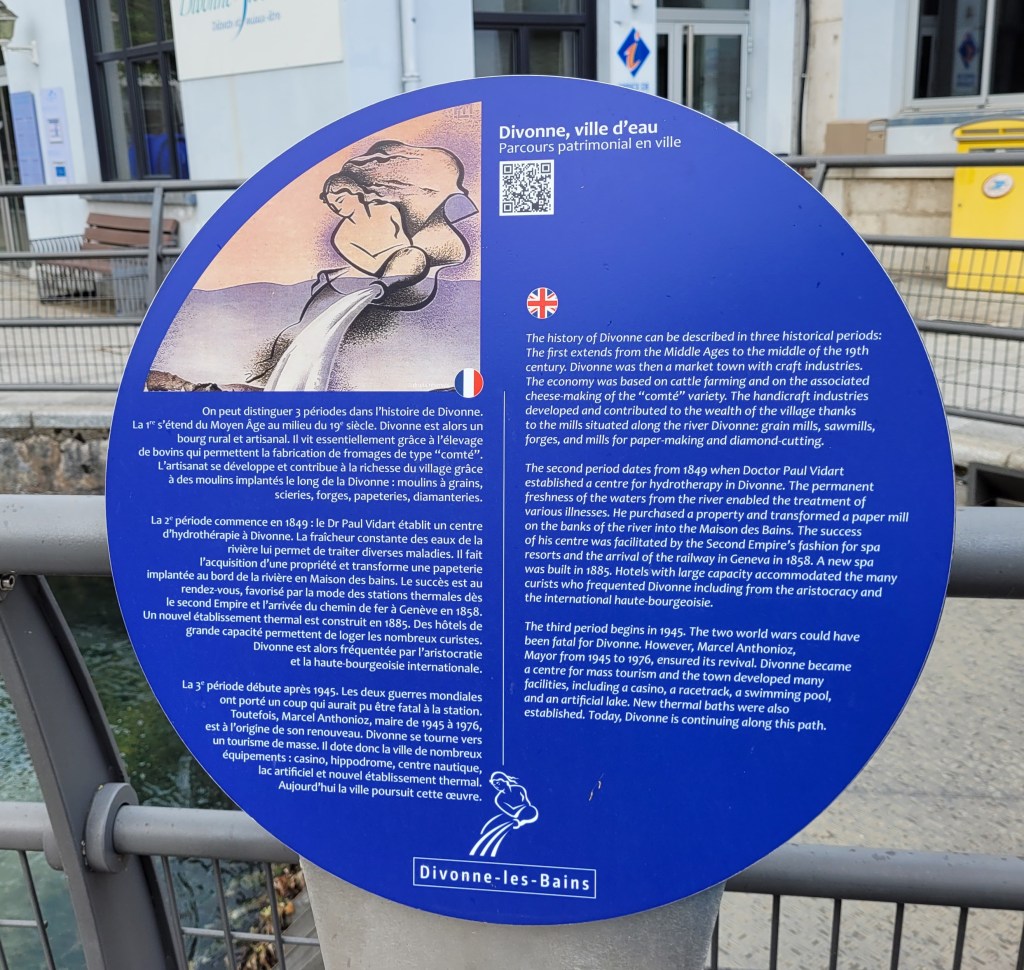 Divonne, ville d'eau
Parcours patrimonial en ville
On peut distinguer 3 périodes dans l'histoire de Divonne.
La 1re s'étend du Moyen Âge au milieu du 19e siècle. Divonne est alors un
bourg rural et artisanal. Il vit essentiellement grâce à l'élevage
de bovins qui permettent la fabrication de fromages de type "comté".
L'artisanat se développe et contribue à la richesse du village grâce
à des moulins implantés le long de la Divonne : moulins à grains,
scieries, forges, papeteries, diamanteries.
La 2e période commence en 1849 : le Dr Paul Vidart établit un centre
d'hydrothérapie à Divonne. La fraîcheur constante des eaux de la
rivière lui permet de traiter diverses maladies. Il fait
l'acquisition d'une propriété et transforme une papeterie
implantée au bord de la rivière en Maison des bains. Le succès est au
rendez-vous, favorisé par la mode des stations thermales dès
le second Empire et l'arrivée du chemin de fer à Genève en 1858.
Un nouvel établissement thermal est construit en 1885. Des hôtels de
grande capacité permettent de loger les nombreux curistes.
Divonne est alors fréquentée par l'aristocratie
et la haute-bourgeoisie internationale.
La 3e période débute après 1945. Les deux guerres mondiales
ont porté un coup qui aurait pu être fatal à la station.
Toutefois, Marcel Anthonioz, maire de 1945 à 1976,
est à l'origine de son renouveau. Divonne se tourne vers
un tourisme de masse. Il dote donc la ville de nombreux
équipements : casino, hippodrome, centre nautique,
lac artificiel et nouvel établissement thermal.
Aujourd'hui la ville poursuit cette œuvre.
The history of Divonne can be described in three historical periods:
The first extends from the Middle Ages to the middle of the 19th
century. Divonne was then a market town with craft industries.
The economy was based on cattle farming and on the associated
cheese-making of the "comté" variety. The handicraft industries
developed and contributed to the wealth of the village thanks
to the mills situated along the river Divonne: grain mills, sawmills,
forges, and mills for paper-making and diamond-cutting.
The second period dates from 1849 when Doctor Paul Vidart
established a centre for hydrotherapy in Divonne. The permanent
freshness of the waters from the river enabled the treatment of
various illnesses. He purchased a property and transformed a paper mill
on the banks of the river into the Maison des Bains. The success
of his centre was facilitated by the Second Empire's fashion for spa
resorts and the arrival of the railway in Geneva in 1858. A new spa
was built in 1885. Hotels with large capacity accommodated the many
curists who frequented Divonne including from the aristocracy and
the international haute-bourgeoisie.
The third period begins in 1945. The two world wars could have
been fatal for Divonne. However, Marcel Anthonioz,
Mayor from 1945 to 1976, ensured its revival. Divonne became
a centre for mass tourism and the town developed many
facilities, including a casino, a racetrack, a swimming pool,
and an artificial lake. New thermal baths were also
established. Today, Divonne is continuing along this path.
Divonne-les-Bains